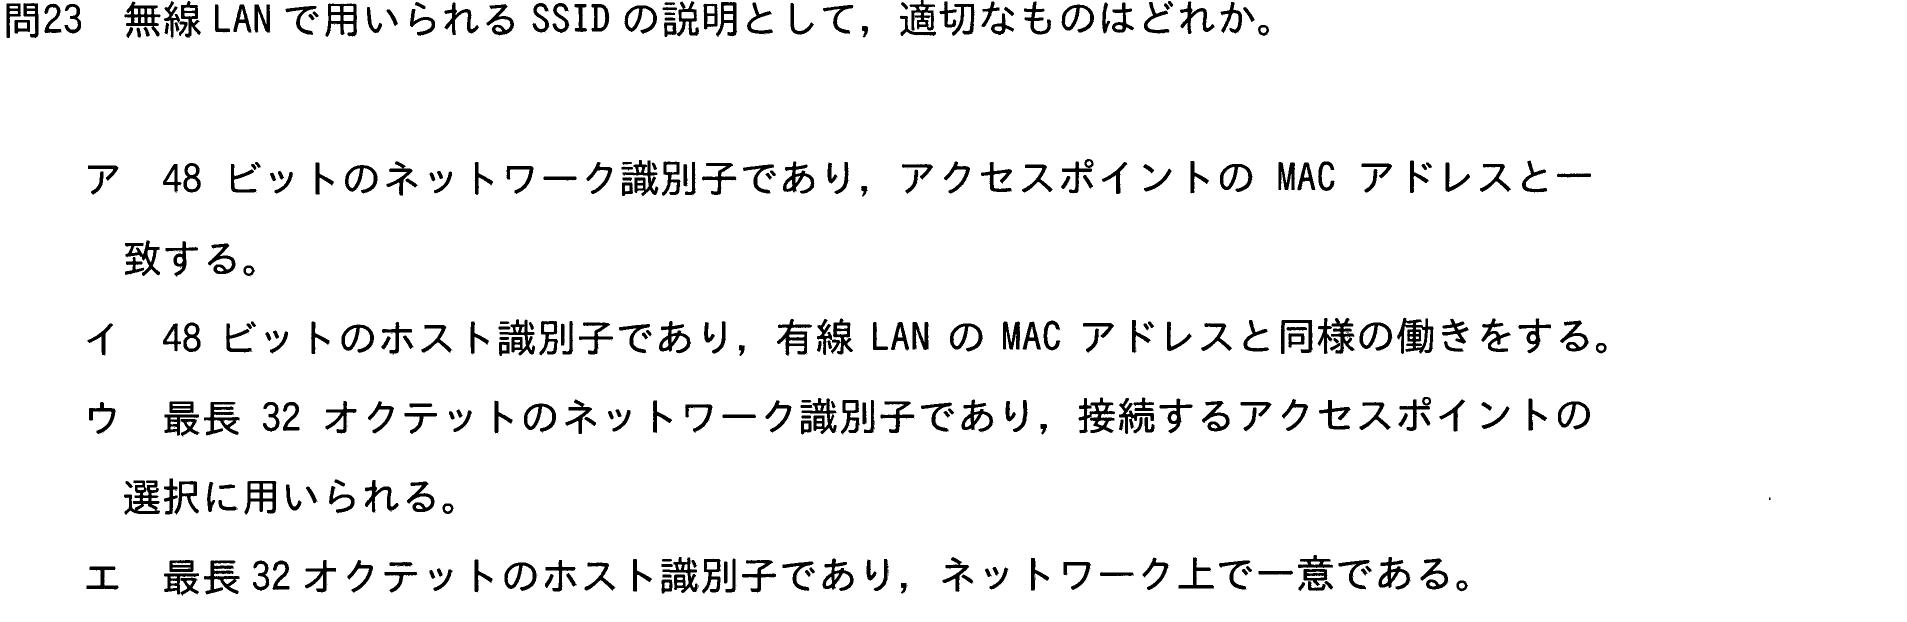 問23　無線 LAN で用いられる SSID の説明として，適切なものはどれか。
ア　48 ビットのネットワーク識別子であり，アクセスポイントの MAC アドレスと一
致する。
イ　48 ビットのホスト識別子であり，有線 LAN の MAC アドレスと同様の働きをする。
ウ　最長 32 オクテットのネットワーク識別子であり，接続するアクセスポイントの
選択に用いられる。
エ　最長 32 オクテットのホスト識別子であり，ネットワーク上で一意である。